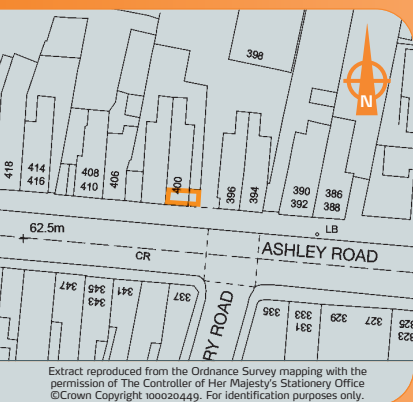 398
N
418
414
416
408
410
406
400
396
394
390
392
386
388
62.5m
LB
ASHLEY ROAD
CR
RY ROAD
347
345
343
341
337
335
333
331
329
327
325
323
Extract reproduced from the Ordnance Survey mapping with the
permission of The Controller of Her Majesty's Stationery Office
©Crown Copyright 100020449. For identification purposes only.